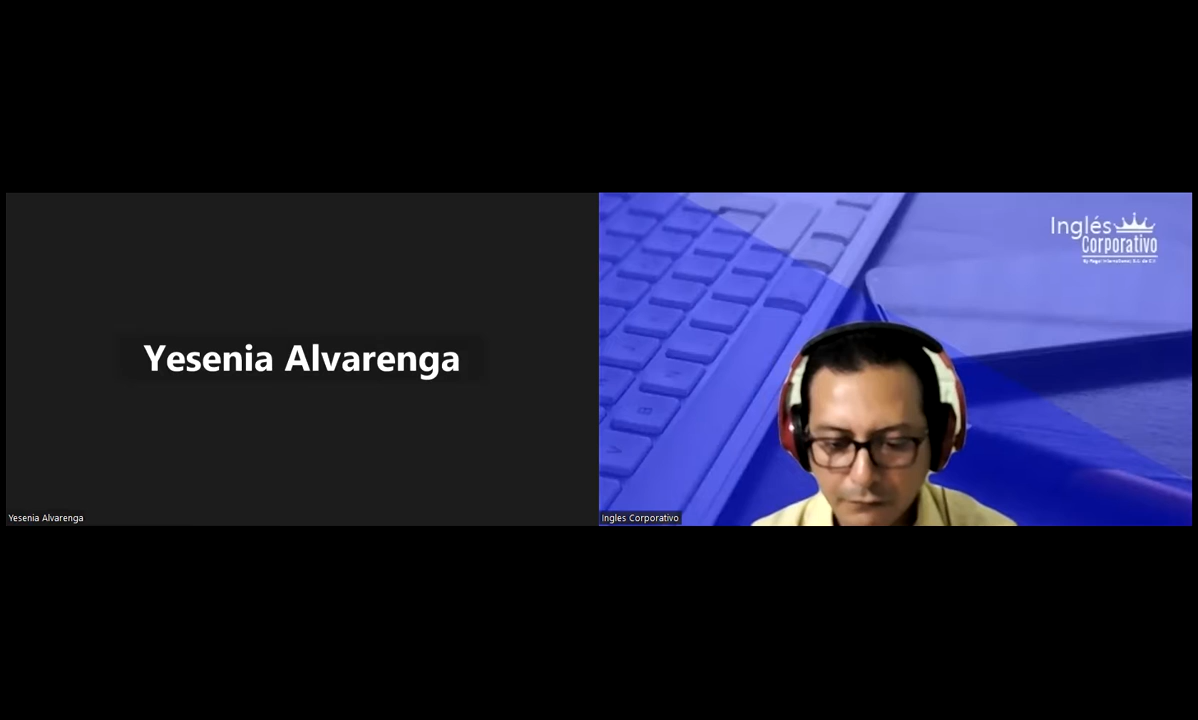 Yesenia Alvarenga
Yesenia Alvarenga
Inglés
Corporativo
Ingles Corporativo